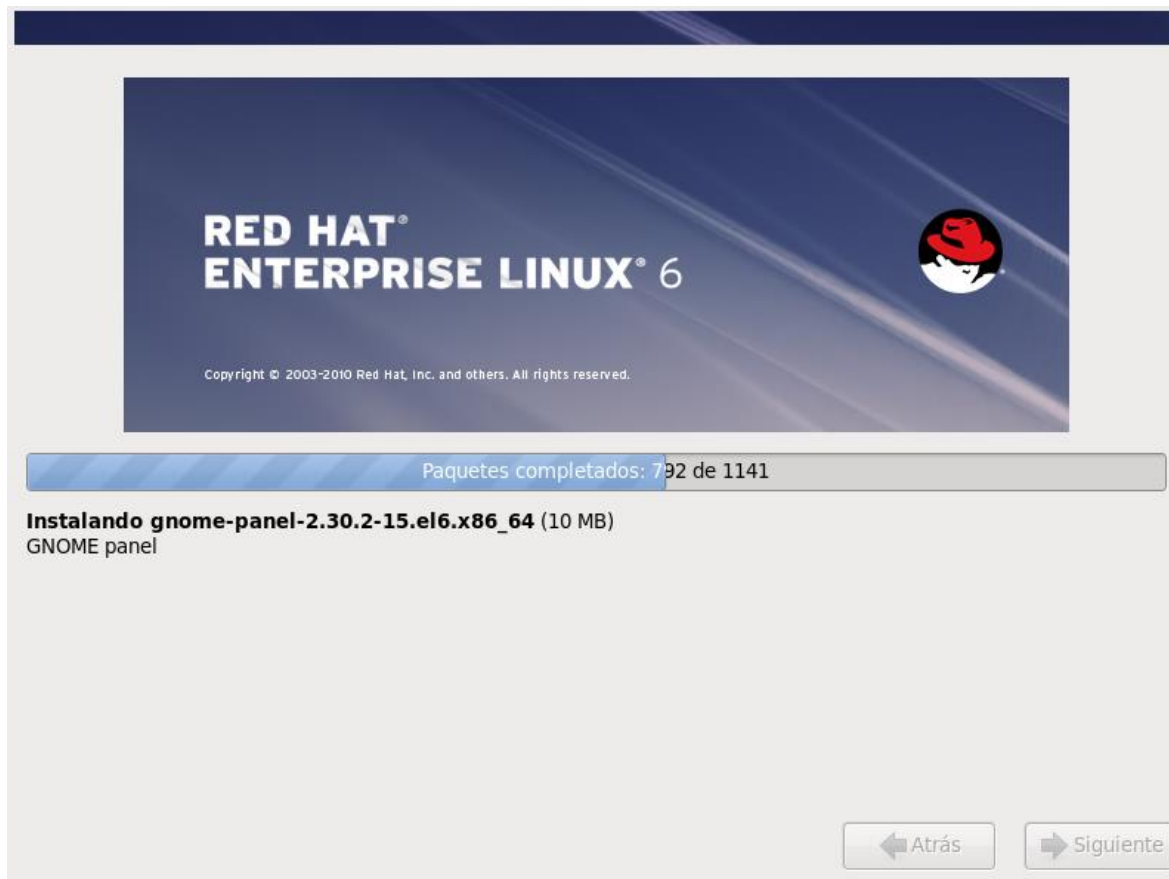 RED HAT®
ENTERPRISE LINUX® 6
Copyright © 2003-2010 Red Hat, Inc. and others. All rights reserved.
Paquetes completados: 792 de 1141
Instalando gnome-panel-2.30.2-15.el6.x86_64 (10 MB)
GNOME panel
Atrás
Siguiente